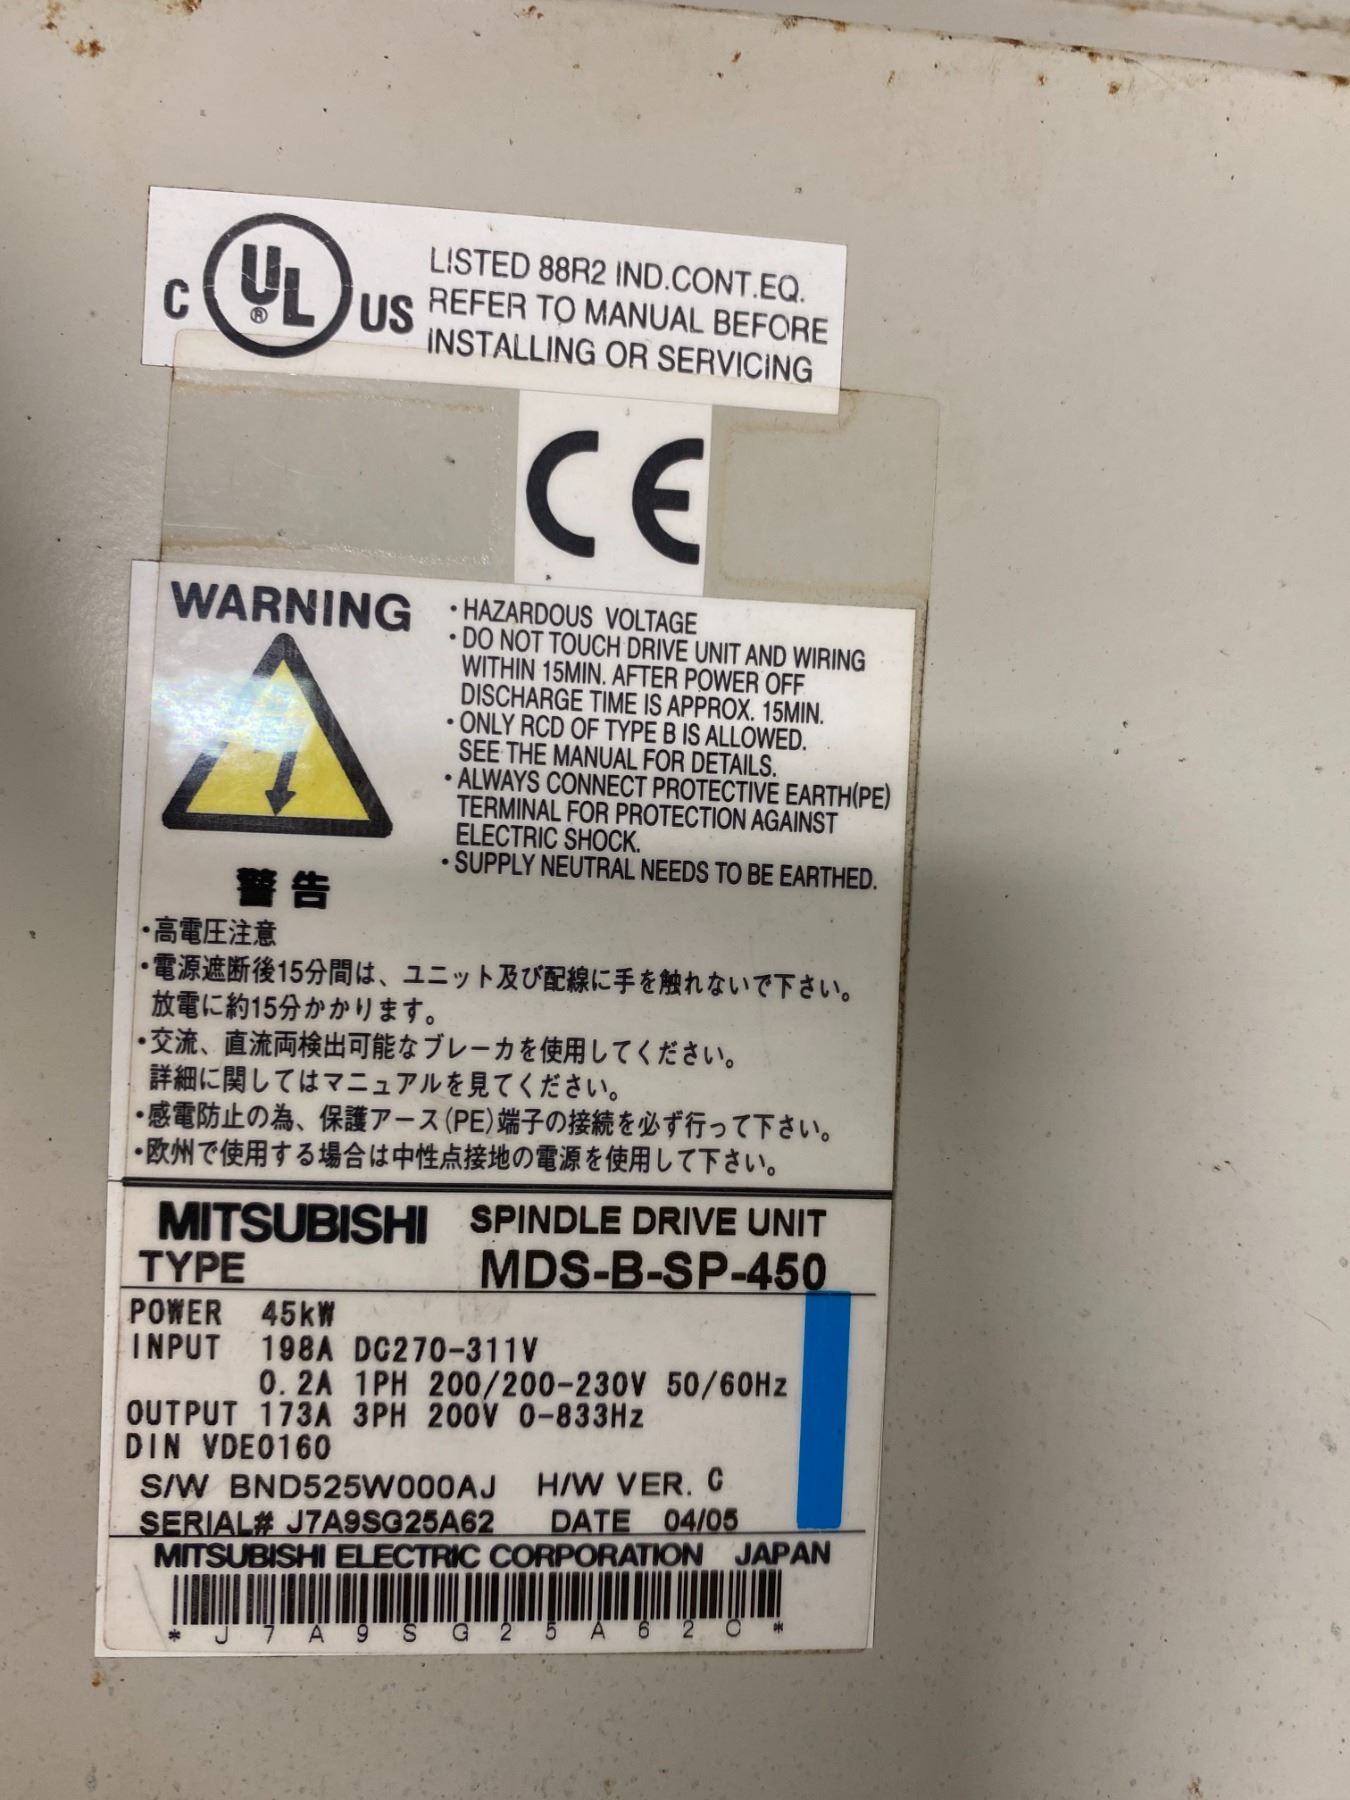 C UL ® US
LISTED 88R2 IND.CONT.EQ.
REFER TO MANUAL BEFORE
INSTALLING OR SERVICING
CE
WARNING
・HAZARDOUS VOLTAGE
・DO NOT TOUCH DRIVE UNIT AND WIRING
WITHIN 15MIN. AFTER POWER OFF
DISCHARGE TIME IS APPROX. 15MIN.
・ONLY RCD OF TYPE B IS ALLOWED.
SEE THE MANUAL FOR DETAILS.
・ALWAYS CONNECT PROTECTIVE EARTH(PE)
TERMINAL FOR PROTECTION AGAINST
ELECTRIC SHOCK.
・SUPPLY NEUTRAL NEEDS TO BE EARTHED.
警告
・高電圧注意
・電源遮断後15分間は、ユニット及び配線に手を触れないで下さい。
放電に約15分かかります。
・交流、直流両検出可能なブレーカを使用してください。
詳細に関してはマニュアルを見てください。
・感電防止の為、保護アース(PE)端子の接続を必ず行って下さい。
・欧州で使用する場合は中性点接地の電源を使用して下さい。
MITSUBISHI SPINDLE DRIVE UNIT
TYPE MDS-B-SP-450
POWER 45kW
INPUT 198A DC270-311V
0.2A 1PH 200/200-230V 50/60Hz
OUTPUT 173A 3PH 200V 0-833Hz
DIN VDE0160
S/W BND525W000AJ H/W VER. C
SERIAL# J7A9SG25A62 DATE 04/05
MITSUBISHI ELECTRIC CORPORATION JAPAN
*J7A9SG25A62C*